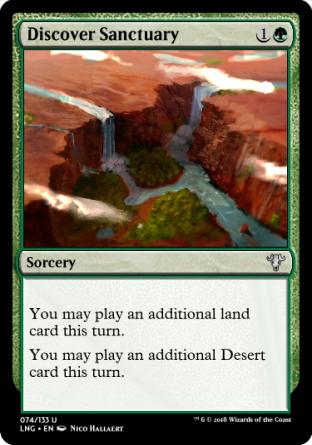 Discover Sanctuary 1
Sorcery
You may play an additional land
card this turn.
You may play an additional Desert
card this turn.
074/133 U
LNG • EN Nico Hallaert
™ & © 2018 Wizards of the Coast